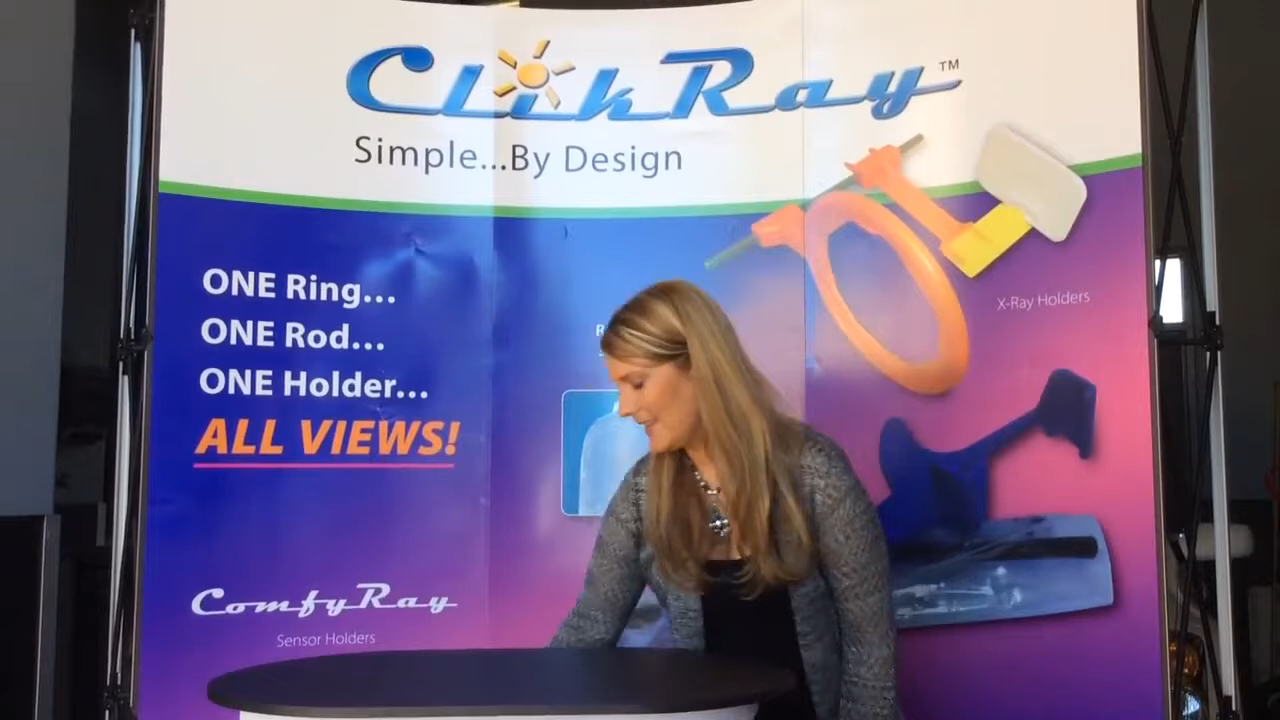 ClikRay™
Simple...By Design
ONE Ring...
ONE Rod...
ONE Holder...
ALL VIEWS!
X-Ray Holders
ComfyRay
Sensor Holders